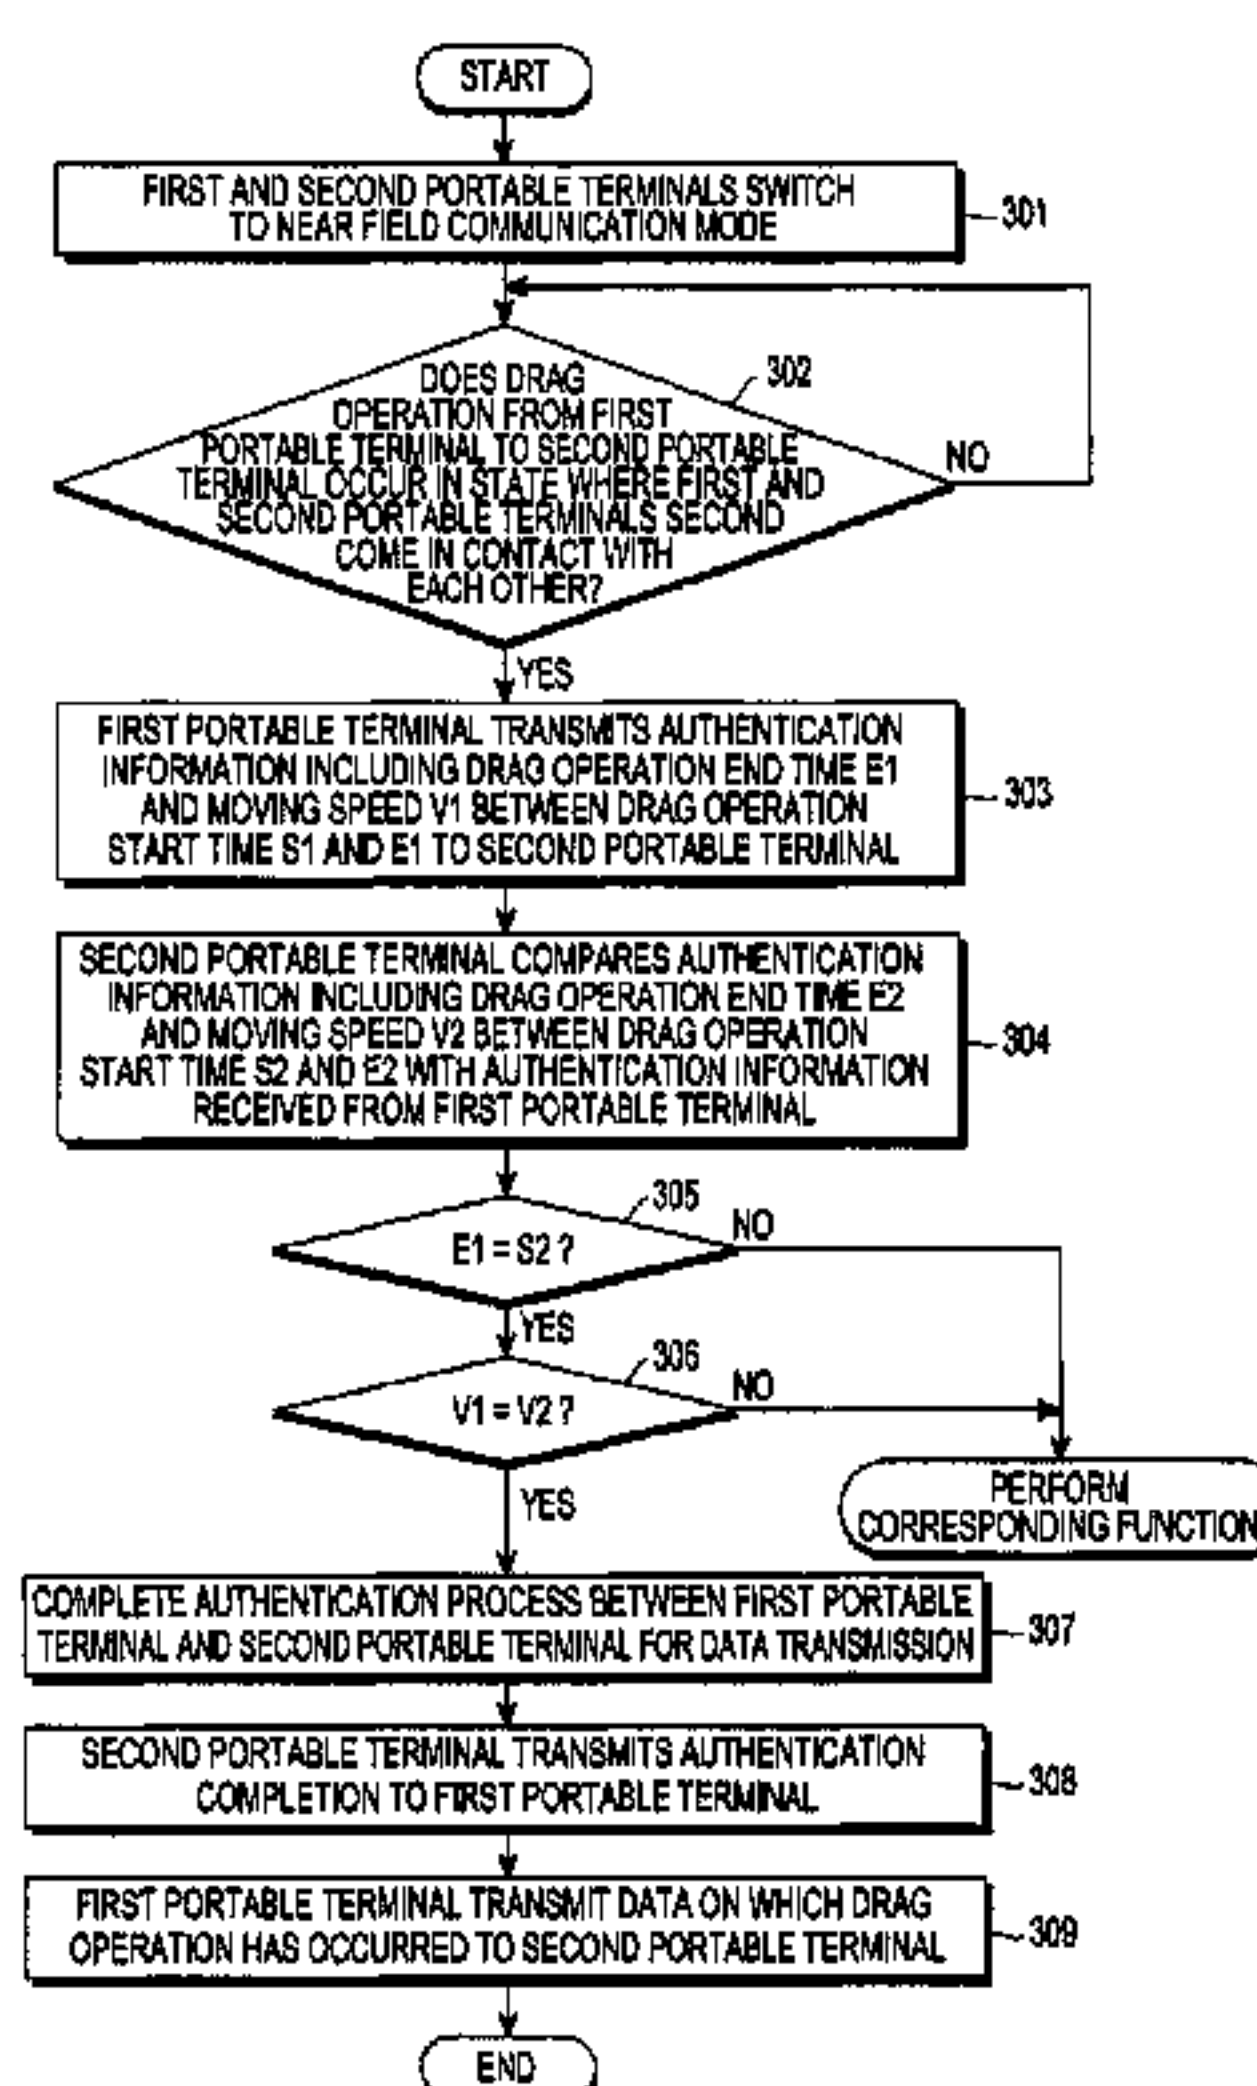 START
FIRST AND SECOND PORTABLE TERMINALS SWITCH
TO NEAR FIELD COMMUNICATION MODE
301
302
DOES DRAG
OPERATION FROM FIRST
PORTABLE TERMINAL TO SECOND PORTABLE
TERMINAL OCCUR IN STATE WHERE FIRST AND
SECOND PORTABLE TERMINALS SECOND
COME IN CONTACT WITH
EACH OTHER?
NO
YES
FIRST PORTABLE TERMINAL TRANSMITS AUTHENTICATION
INFORMATION INCLUDING DRAG OPERATION END TIME E1
AND MOVING SPEED V1 BETWEEN DRAG OPERATION
START TIME S1 AND E1 TO SECOND PORTABLE TERMINAL
303
SECOND PORTABLE TERMINAL COMPARES AUTHENTICATION
INFORMATION INCLUDING DRAG OPERATION END TIME E2
AND MOVING SPEED V2 BETWEEN DRAG OPERATION
START TIME S2 AND E2 WITH AUTHENTICATION INFORMATION
RECEIVED FROM FIRST PORTABLE TERMINAL
304
305
E1 = S2 ?
NO
YES
306
V1 = V2 ?
NO
YES
PERFORM
CORRESPONDING FUNCTION
COMPLETE AUTHENTICATION PROCESS BETWEEN FIRST PORTABLE
TERMINAL AND SECOND PORTABLE TERMINAL FOR DATA TRANSMISSION
307
SECOND PORTABLE TERMINAL TRANSMITS AUTHENTICATION
COMPLETION TO FIRST PORTABLE TERMINAL
308
FIRST PORTABLE TERMINAL TRANSMIT DATA ON WHICH DRAG
OPERATION HAS OCCURRED TO SECOND PORTABLE TERMINAL
309
END